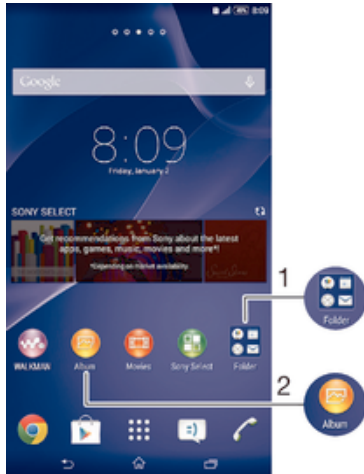 46% 8:09
Google
8:09
Friday, January 2
SONY SELECT
Get recommendations from Sony about the latest
apps, games, music, movies and more*!
*Depending on market availability.
1
Folder
WALKMAN Album Movies Sony Select Folder
2
Album